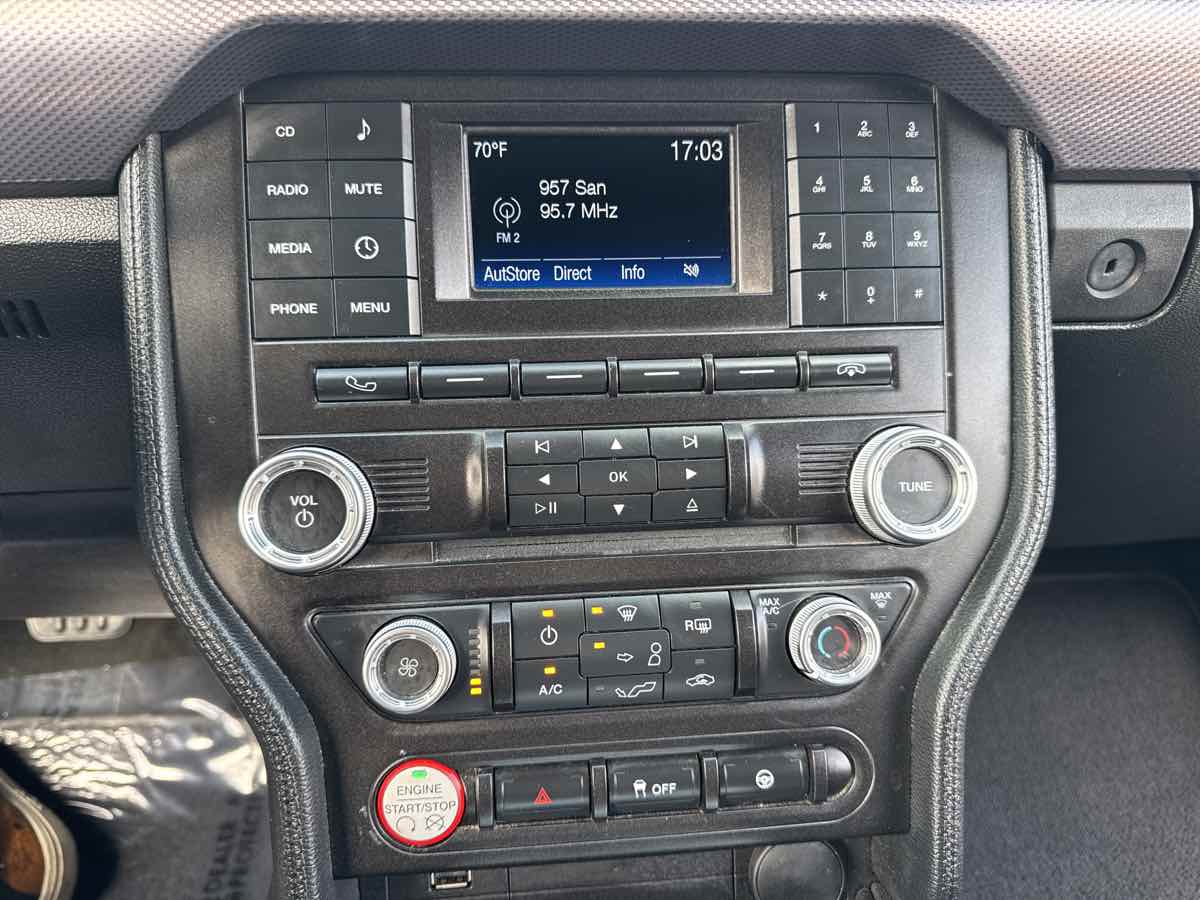 CD
RADIO MUTE
MEDIA
PHONE MENU
70°F 17:03
957 San
95.7 MHz
FM 2
AutoStore Direct Info
1 2 ABC 3 DEF
4 GHI 5 JKL 6 MNO
7 PQRS 8 TUV 9 WXYZ
* 0 + #
VOL
OK
TUNE
MAX A/C
MAX
R
A/C
ENGINE
START/STOP
OFF
DEALER